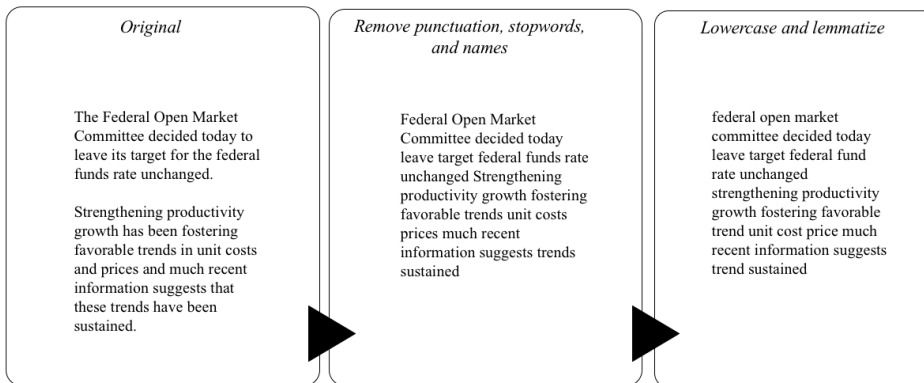 Original
The Federal Open Market
Committee decided today to
leave its target for the federal
funds rate unchanged.
Strengthening productivity
growth has been fostering
favorable trends in unit costs
and prices and much recent
information suggests that
these trends have been
sustained.
Remove punctuation, stopwords,
and names
Federal Open Market
Committee decided today
leave target federal funds rate
unchanged Strengthening
productivity growth fostering
favorable trends unit costs
prices much recent
information suggests trends
sustained
Lowercase and lemmatize
federal open market
committee decided today
leave target federal fund
rate unchanged
strengthening productivity
growth fostering favorable
trend unit cost price much
recent information suggests
trend sustained